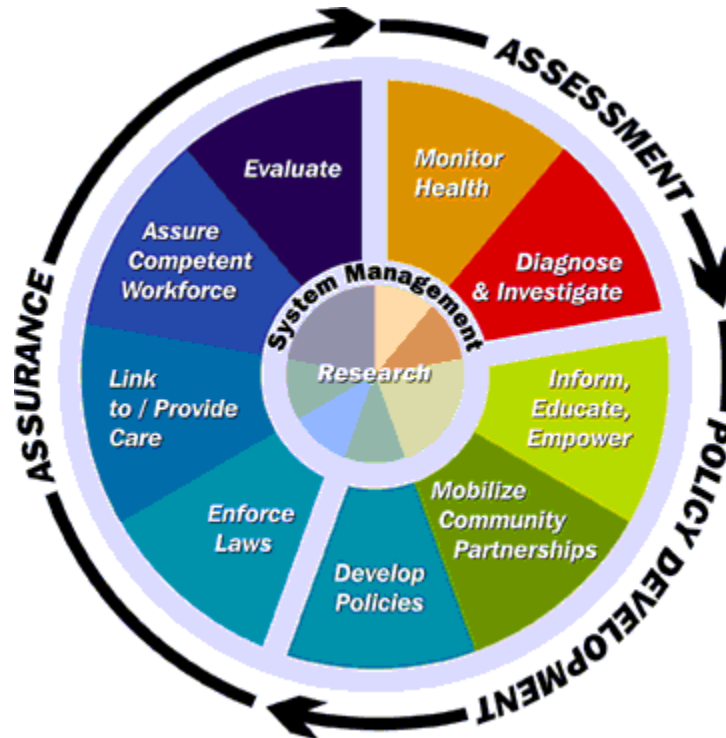 ASSESSMENT
POLICY DEVELOPMENT
ASSURANCE
Monitor
Health
Diagnose
& Investigate
Inform,
Educate,
Empower
Mobilize
Community
Partnerships
Develop
Policies
Enforce
Laws
Link
to / Provide
Care
Assure
Competent
Workforce
Evaluate
System Management
Research